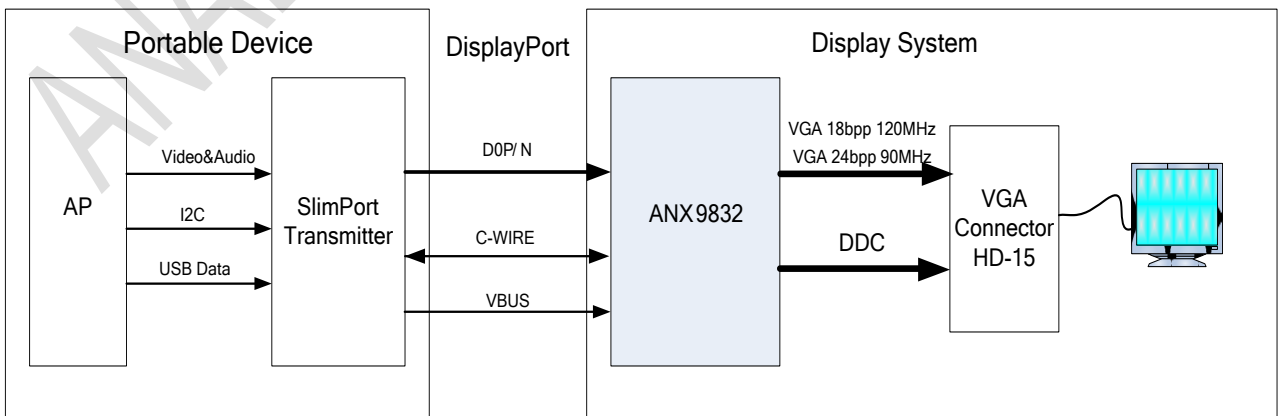 Portable Device
DisplayPort
Display System
AP
Video&Audio
I2C
USB Data
SlimPort
Transmitter
D0P/ N
C-WIRE
VBUS
ANX9832
VGA 18bpp 120MHz
VGA 24bpp 90MHz
DDC
VGA
Connector
HD-15